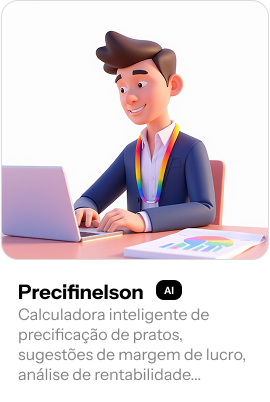 Precifinelson AI
Calculadora inteligente de
precificação de pratos,
sugestões de margem de lucro,
análise de rentabilidade...